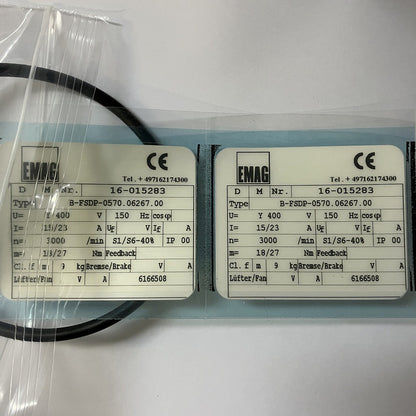 EMAG
CE
Tel.+497162174300
D M Nr. 16-015283
Type B-FSDP-0570.06267.00
U= Y 400 V 150 Hz cosφ
I= 15/23 A UF V IF A
n= 3000 /min S1/S6-40% IP 00
m= 18/27 Nm Feedback
Cl.f m 9 kg Bremse/Brake V A
Lüfter/Fan V A 6166508
EMAG
CE
Tel.+497162174300
D M Nr. 16-015283
Type B-FSDP-0570.06267.00
U= Y 400 V 150 Hz cosφ
I= 15/23 A UF V IF A
n= 3000 /min S1/S6-40% IP 00
m= 18/27 Nm Feedback
Cl.f m 9 kg Bremse/Brake V A
Lüfter/Fan V A 6166508